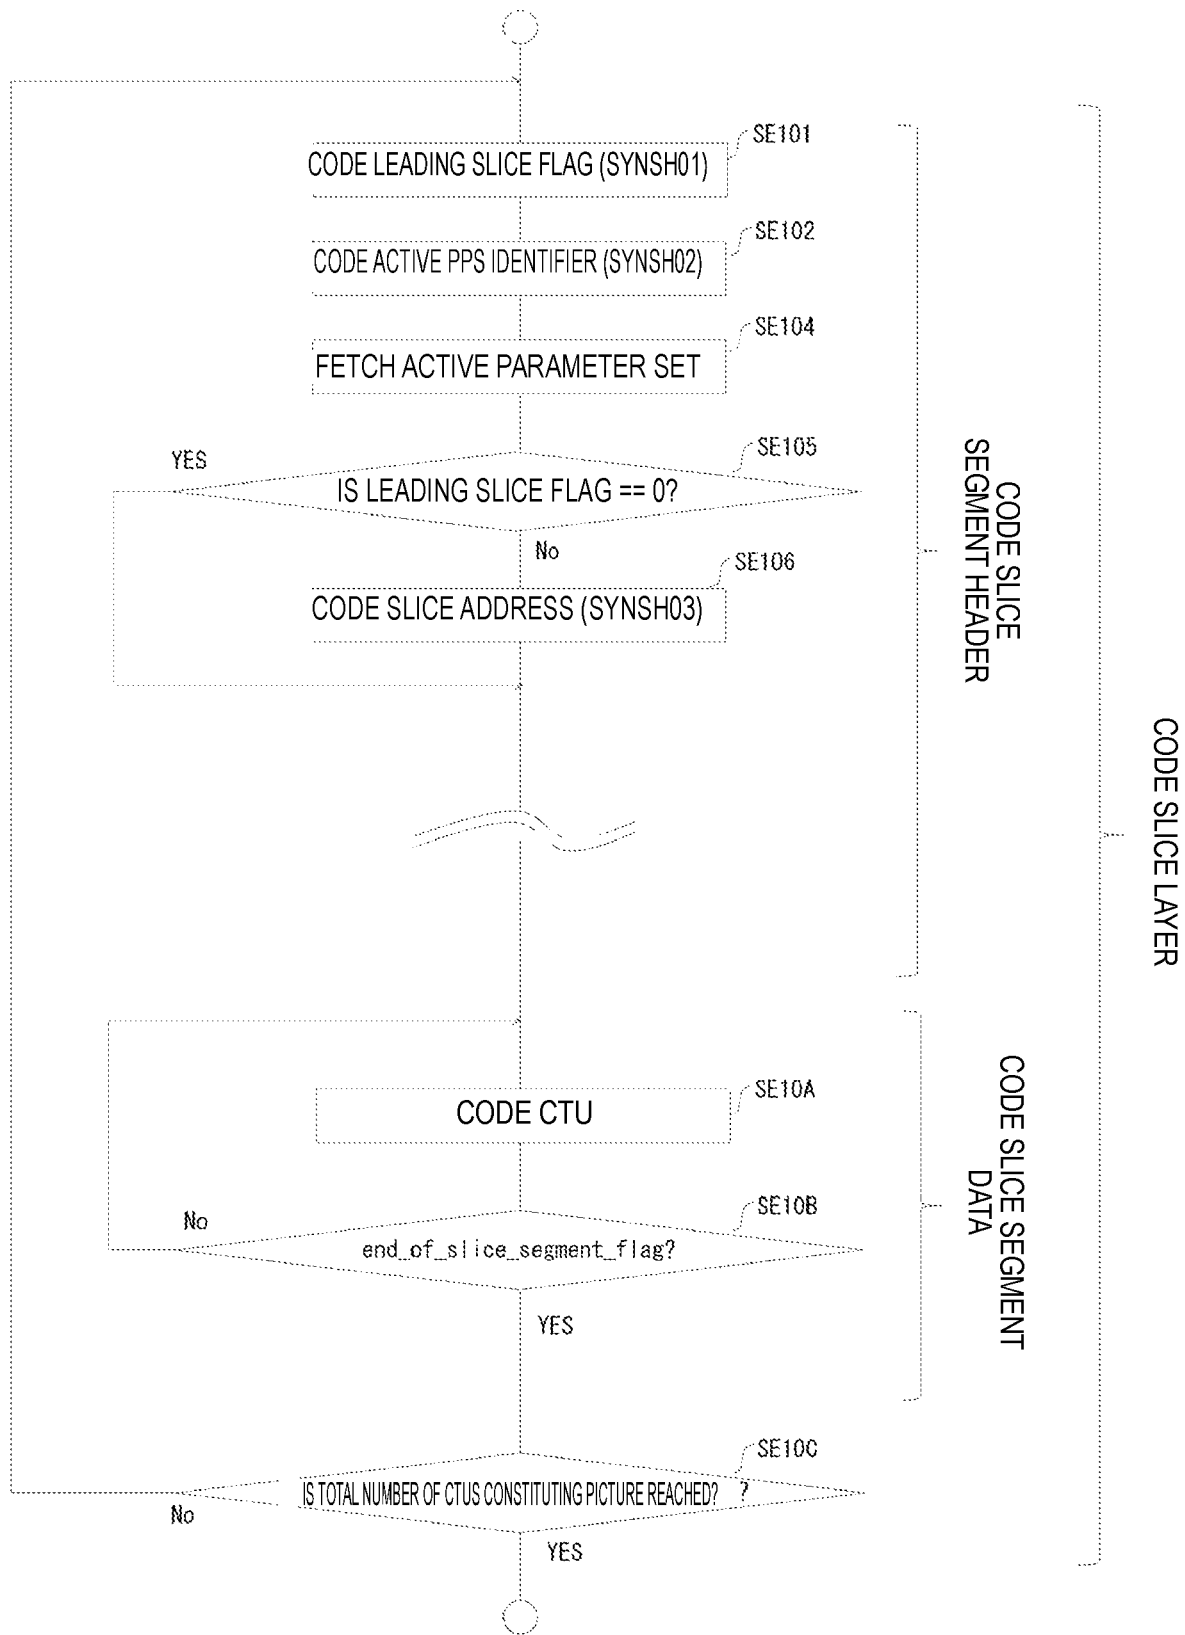 SE101
CODE LEADING SLICE FLAG (SYNSH01)
SE102
CODE ACTIVE PPS IDENTIFIER (SYNSH02)
SE104
FETCH ACTIVE PARAMETER SET
SE105
YES
IS LEADING SLICE FLAG == 0?
No
SE106
CODE SLICE ADDRESS (SYNSH03)
CODE SLICE
SEGMENT HEADER
CODE SLICE LAYER
SE10A
CODE CTU
SE10B
No
end_of_slice_segment_flag?
YES
CODE SLICE SEGMENT
DATA
SE10C
IS TOTAL NUMBER OF CTUS CONSTITUTING PICTURE REACHED? ?
No
YES